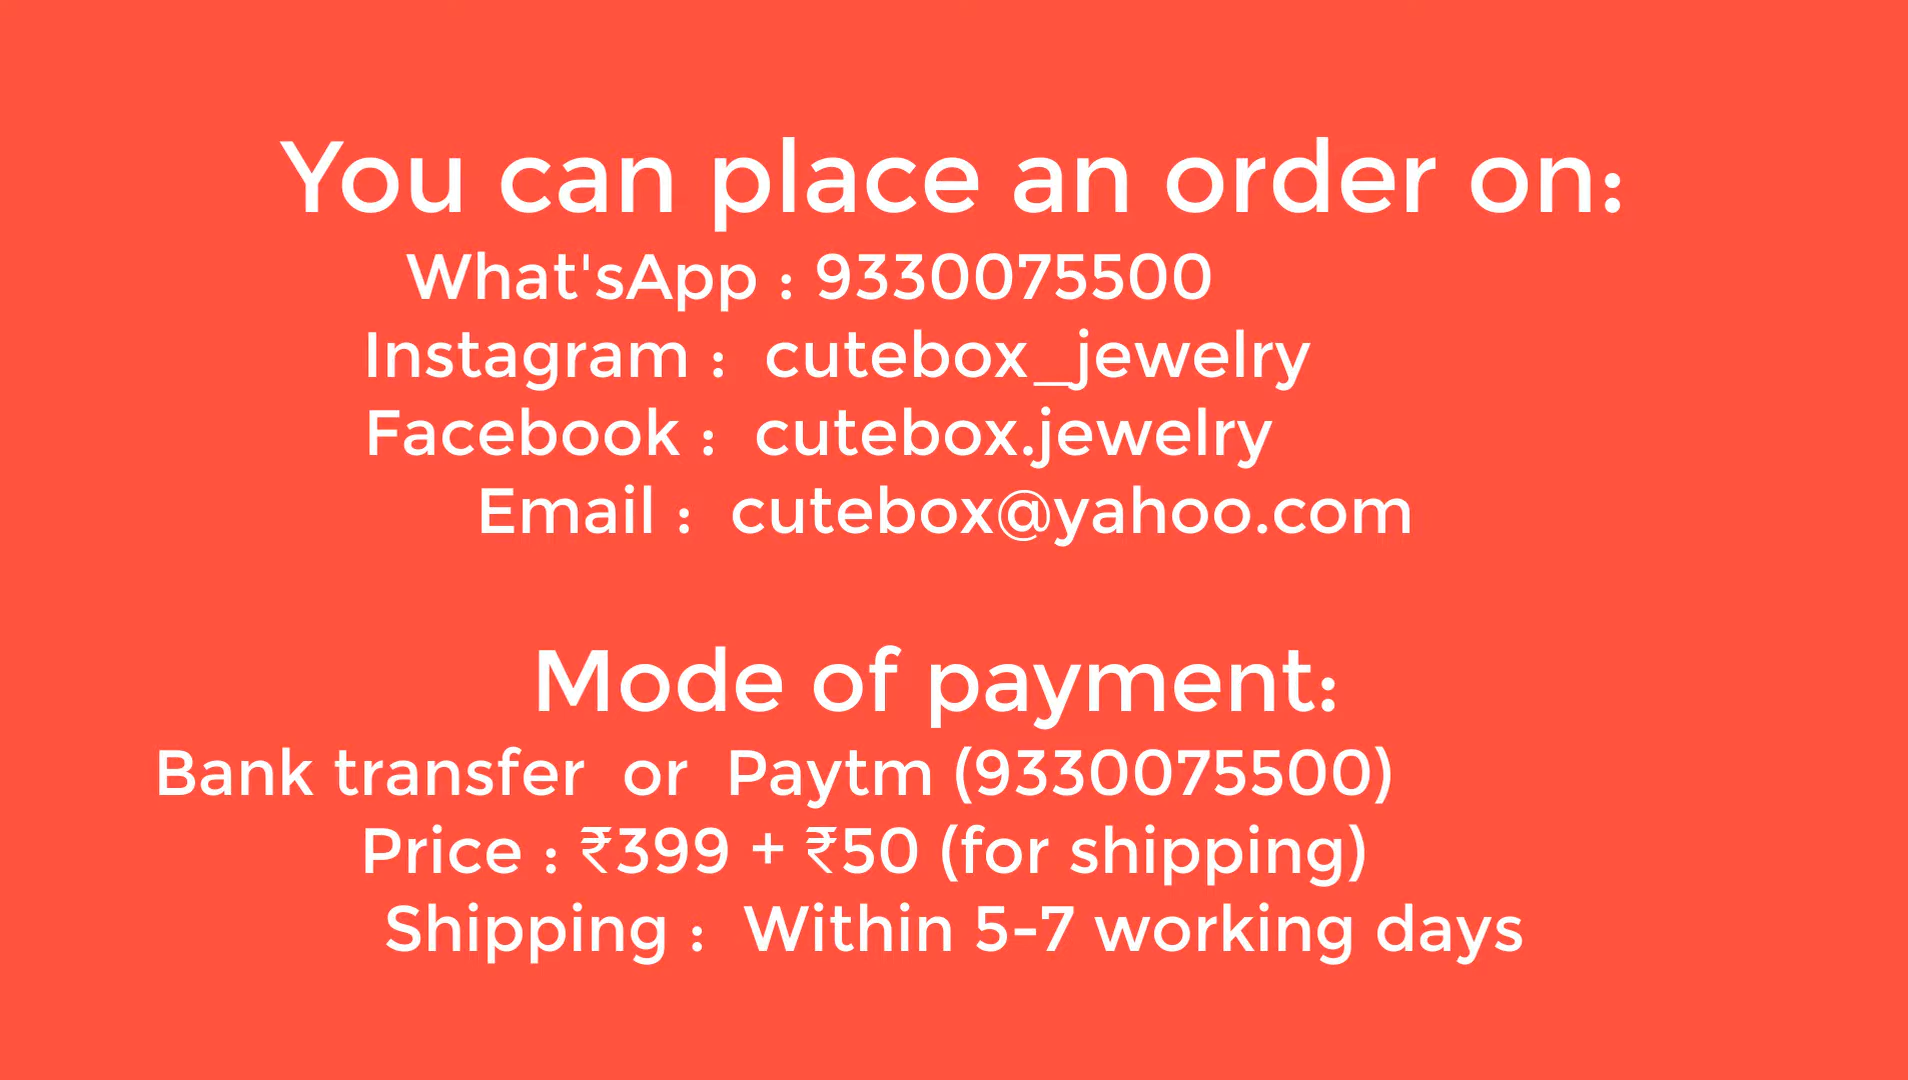 You can place an order on:
What'sApp : 9330075500
Instagram : cutebox_jewelry
Facebook : cutebox.jewelry
Email : cutebox@yahoo.com
Mode of payment:
Bank transfer or Paytm (9330075500)
Price : ₹399 + ₹50 (for shipping)
Shipping : Within 5-7 working days